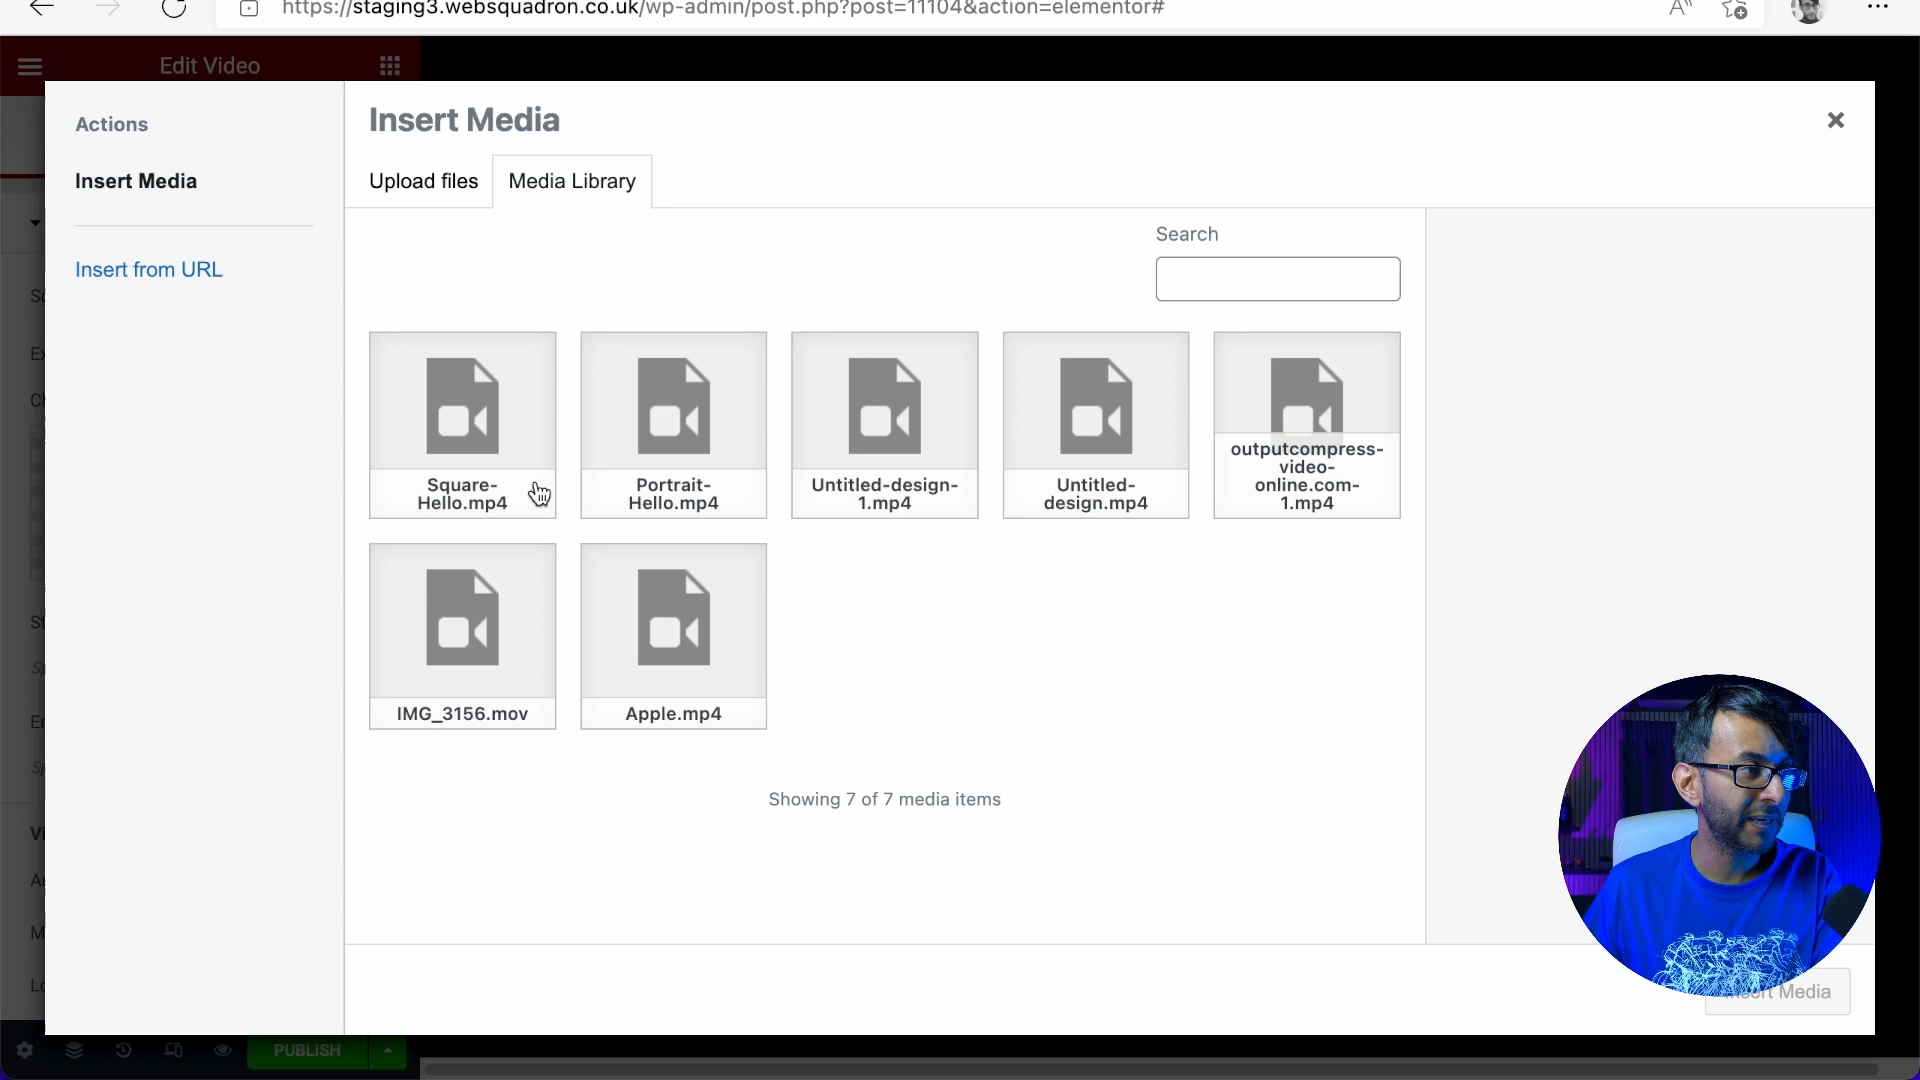 https://staging3.websquadron.co.uk/wp-admin/post.php?post=11104&action=elementor#
Edit Video
Actions
Insert Media
Insert from URL
Insert Media
Upload files
Media Library
Search
Square-
Hello.mp4
Portrait-
Hello.mp4
Untitled-design-
1.mp4
Untitled-
design.mp4
outputcompress-
video-
online.com-
1.mp4
IMG_3156.mov
Apple.mp4
Showing 7 of 7 media items
Media
PUBLISH